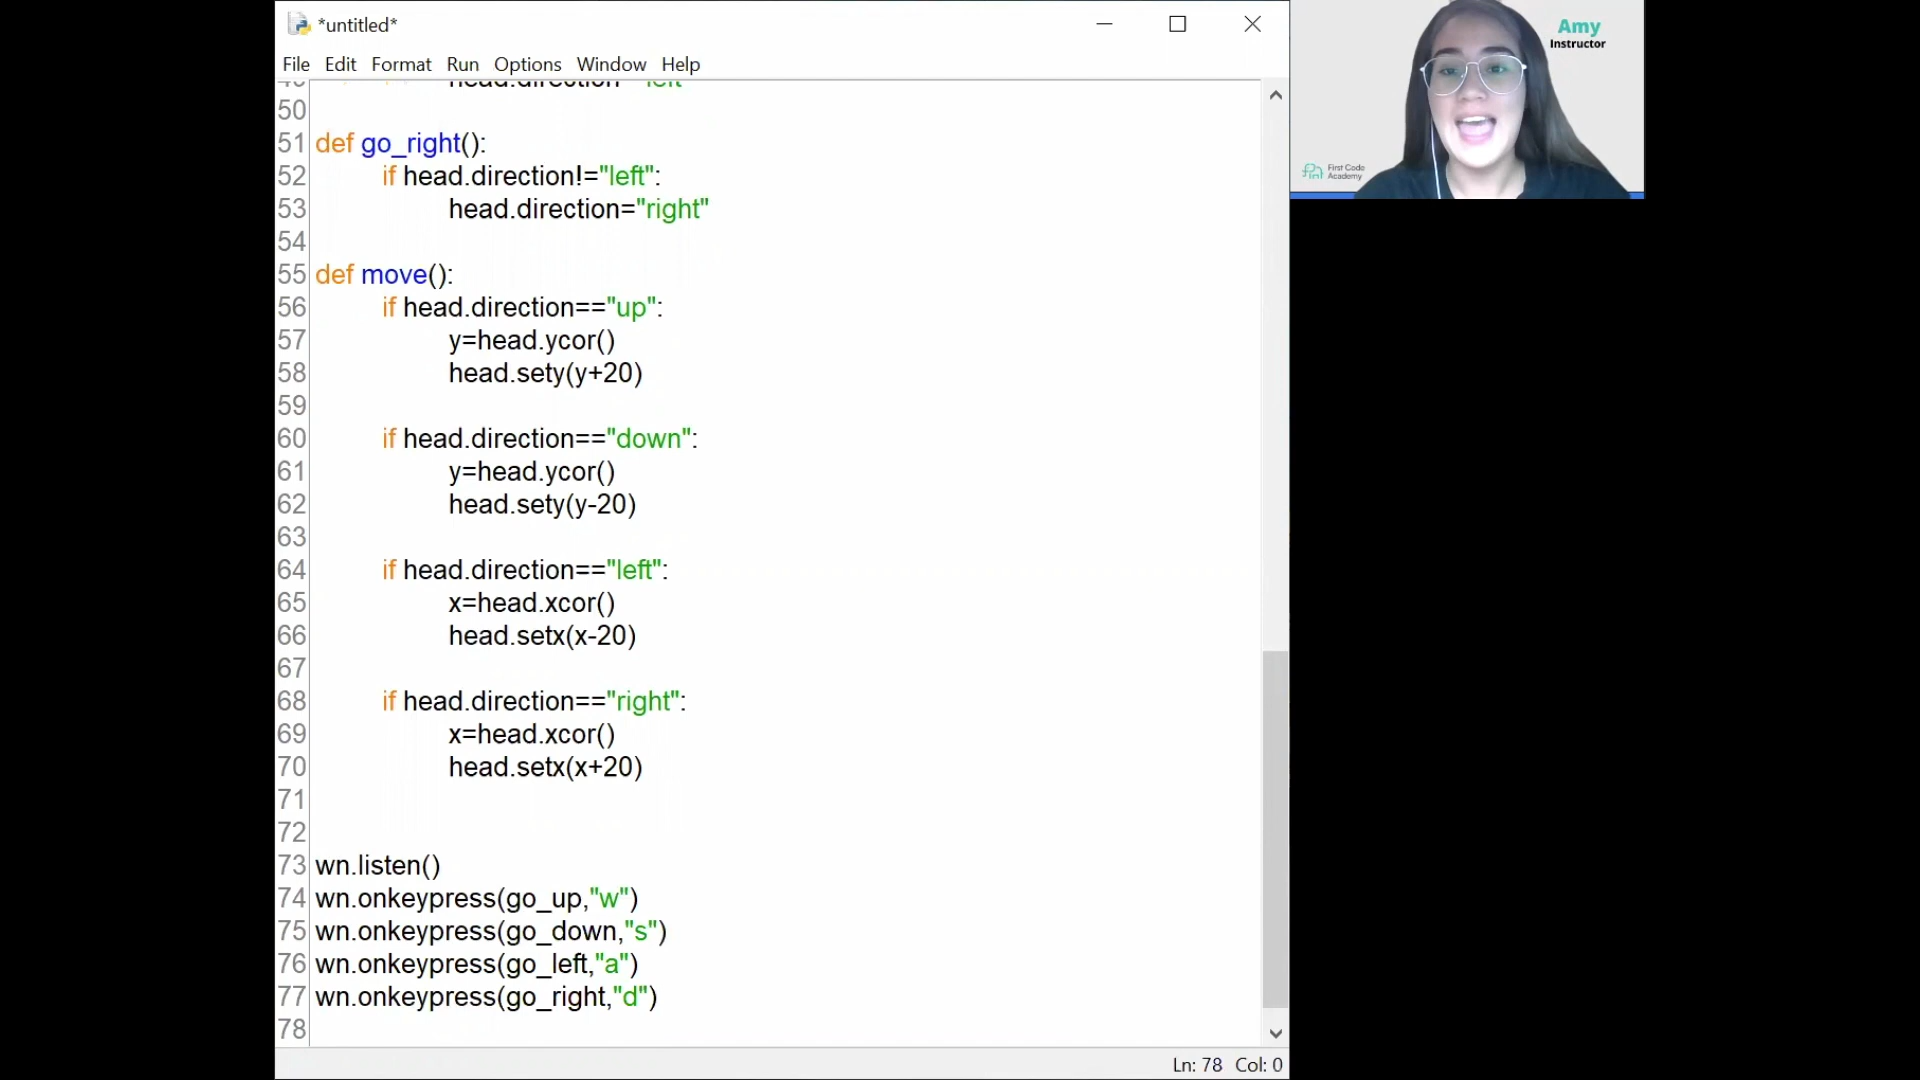 *untitled*
File Edit Format Run Options Window Help
50
51 def go_right():
52 if head.direction!="left":
53 head.direction="right"
54
55 def move():
56 if head.direction=="up":
57 y=head.ycor()
58 head.sety(y+20)
59
60 if head.direction=="down":
61 y=head.ycor()
62 head.sety(y-20)
63
64 if head.direction=="left":
65 x=head.xcor()
66 head.setx(x-20)
67
68 if head.direction=="right":
69 x=head.xcor()
70 head.setx(x+20)
71
72
73 wn.listen()
74 wn.onkeypress(go_up,"w")
75 wn.onkeypress(go_down,"s")
76 wn.onkeypress(go_left,"a")
77 wn.onkeypress(go_right,"d")
78
Ln: 78 Col: 0
Amy
Instructor
First Code
Academy